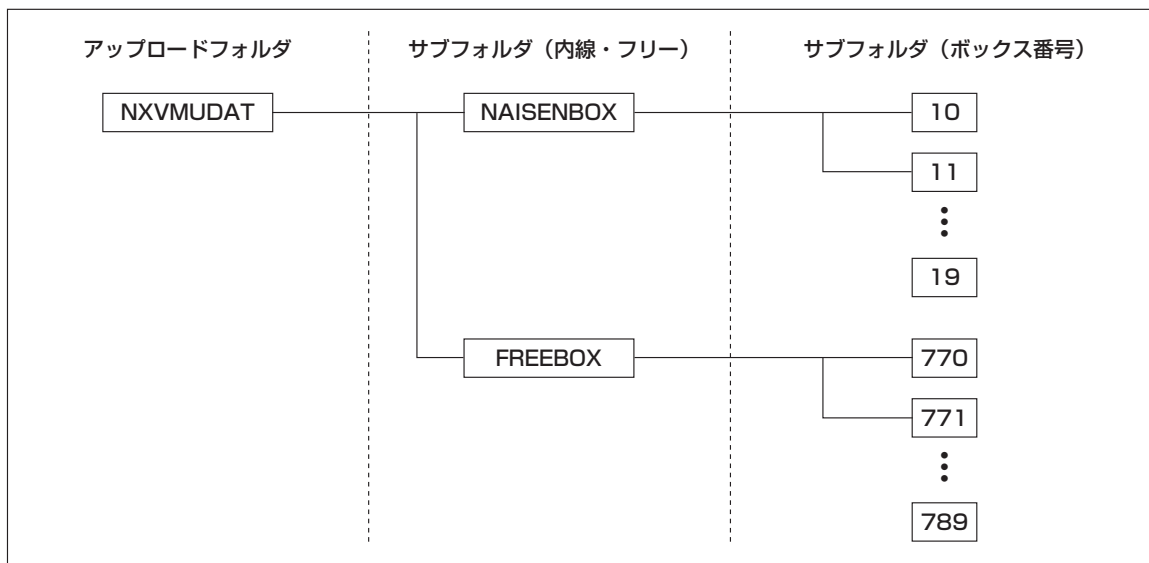 アップロードフォルダ
サブフォルダ（内線・フリー）
サブフォルダ（ボックス番号）
NXVMUDAT
NAISENBOX
10
11
19
FREEBOX
770
771
789